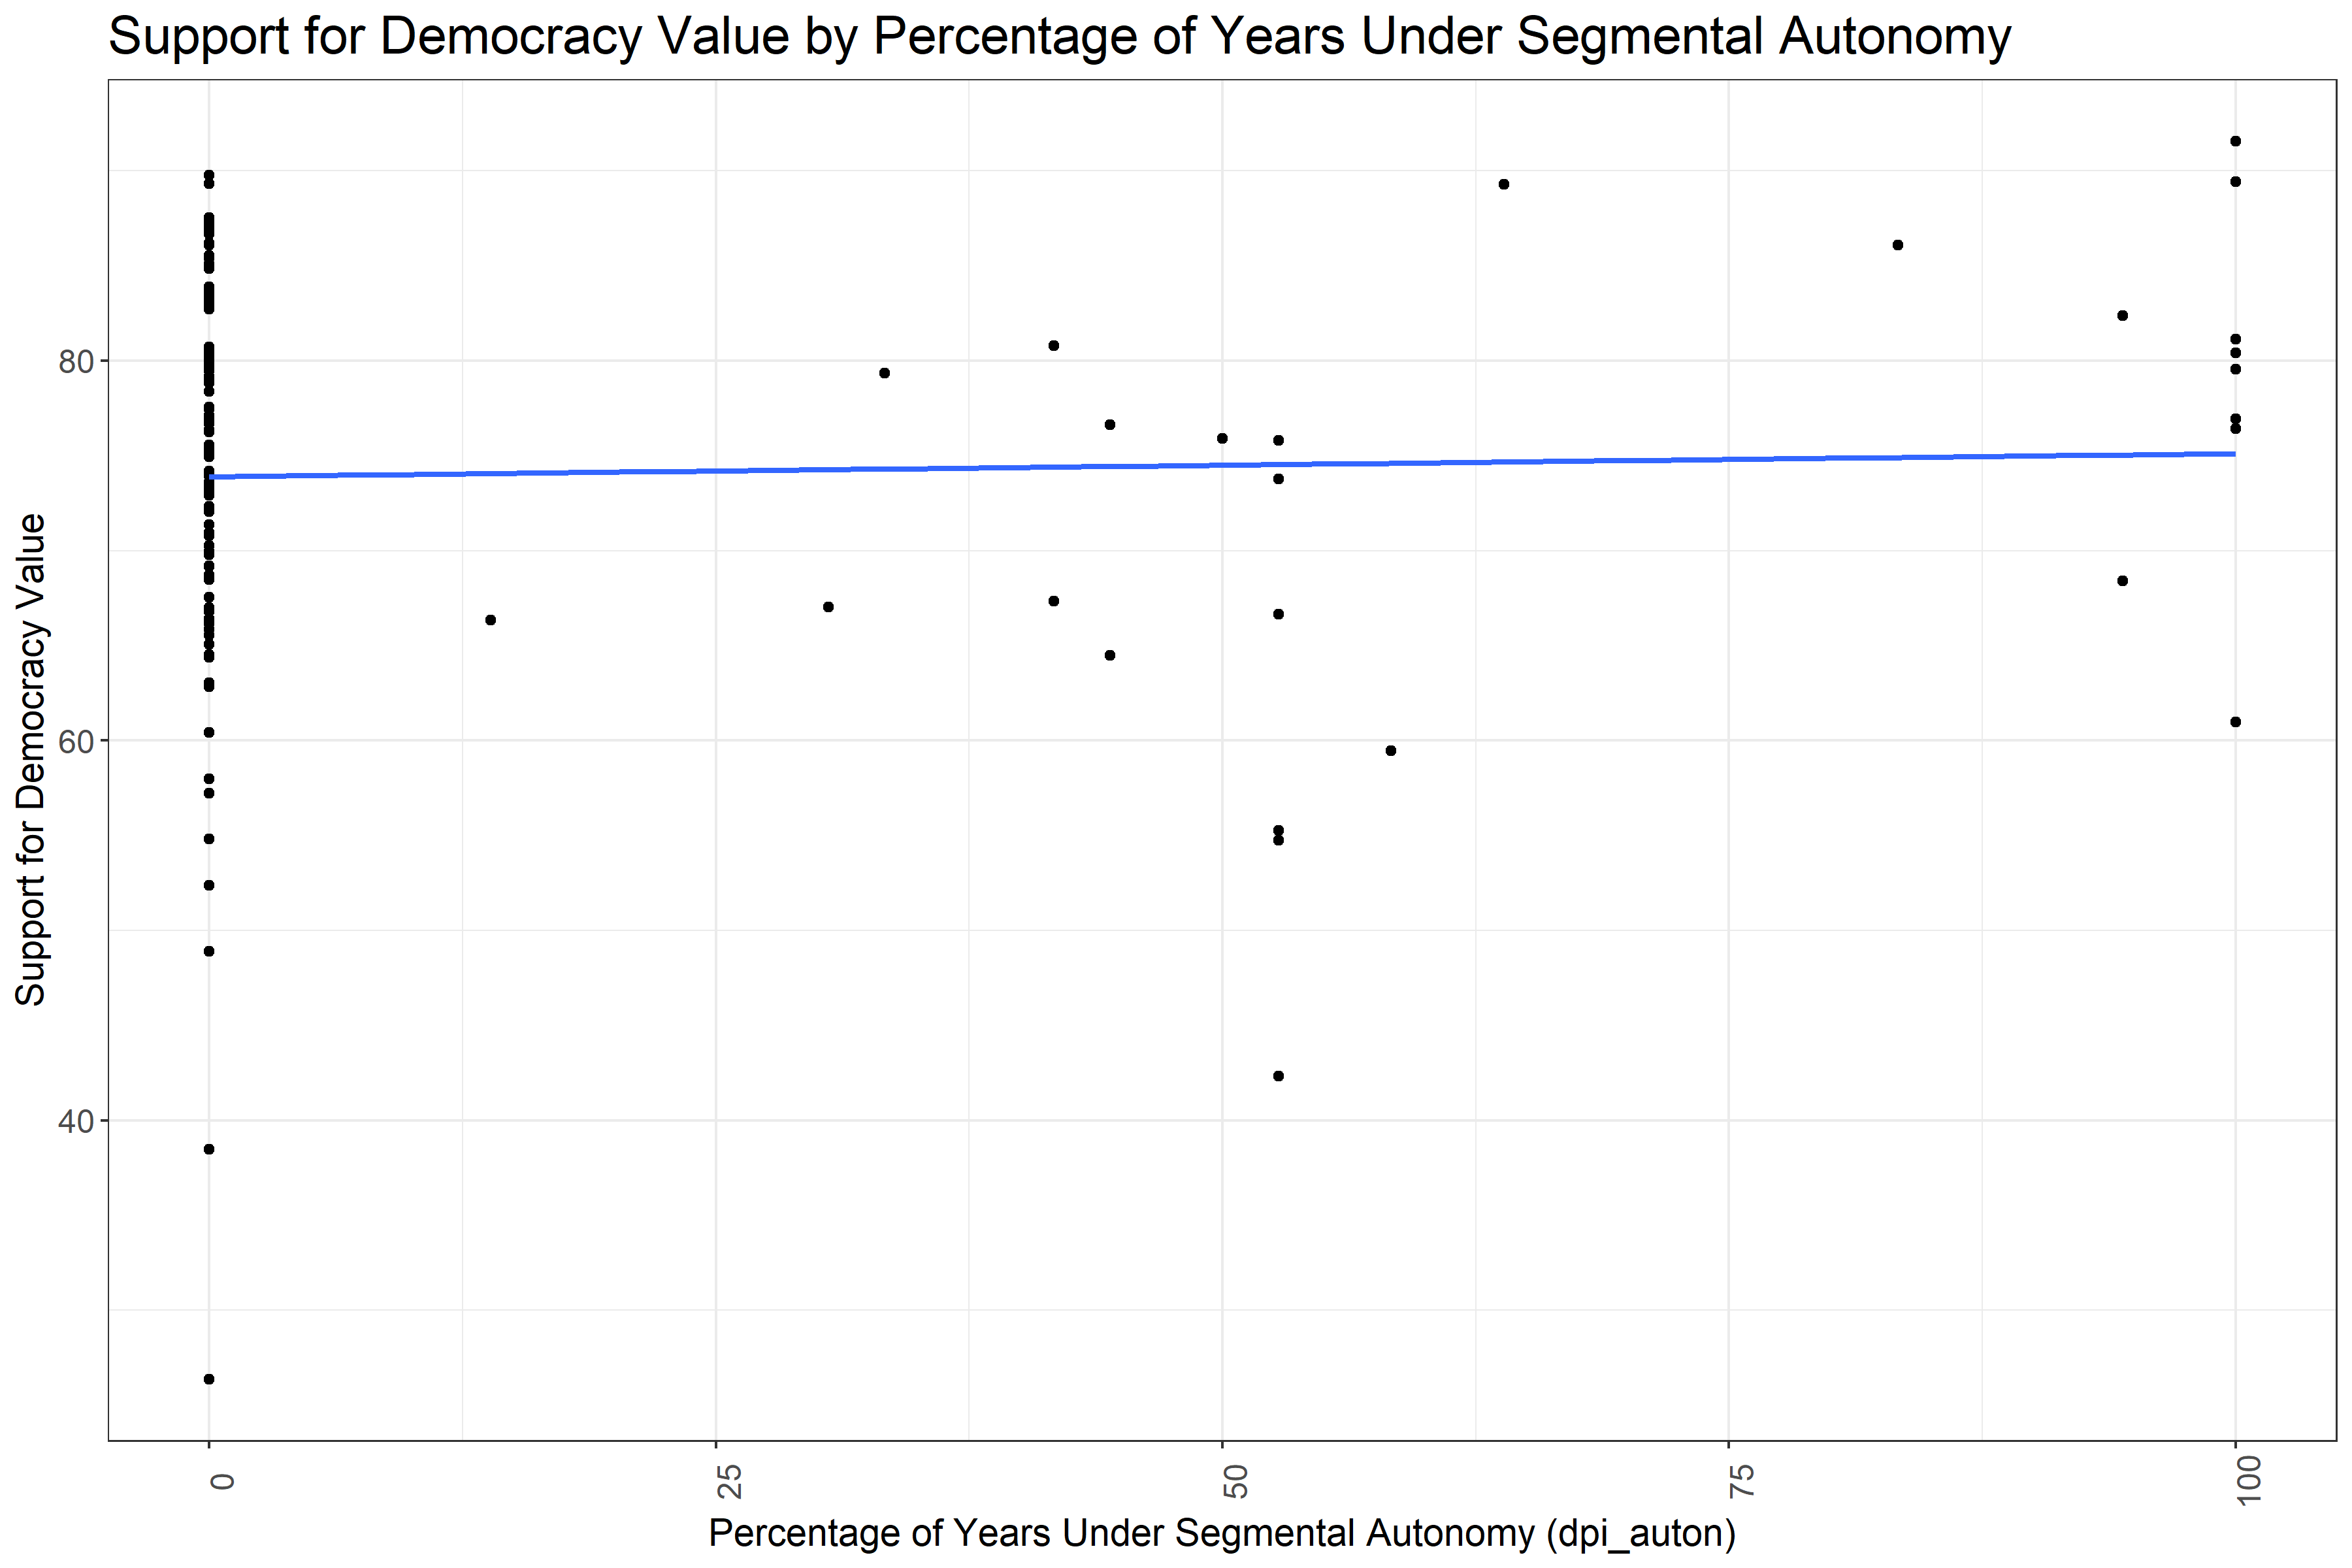 Support for Democracy Value by Percentage of Years Under Segmental Autonomy
Support for Democracy Value
80
60
40
0
25
50
75
100
Percentage of Years Under Segmental Autonomy (dpi_auton)